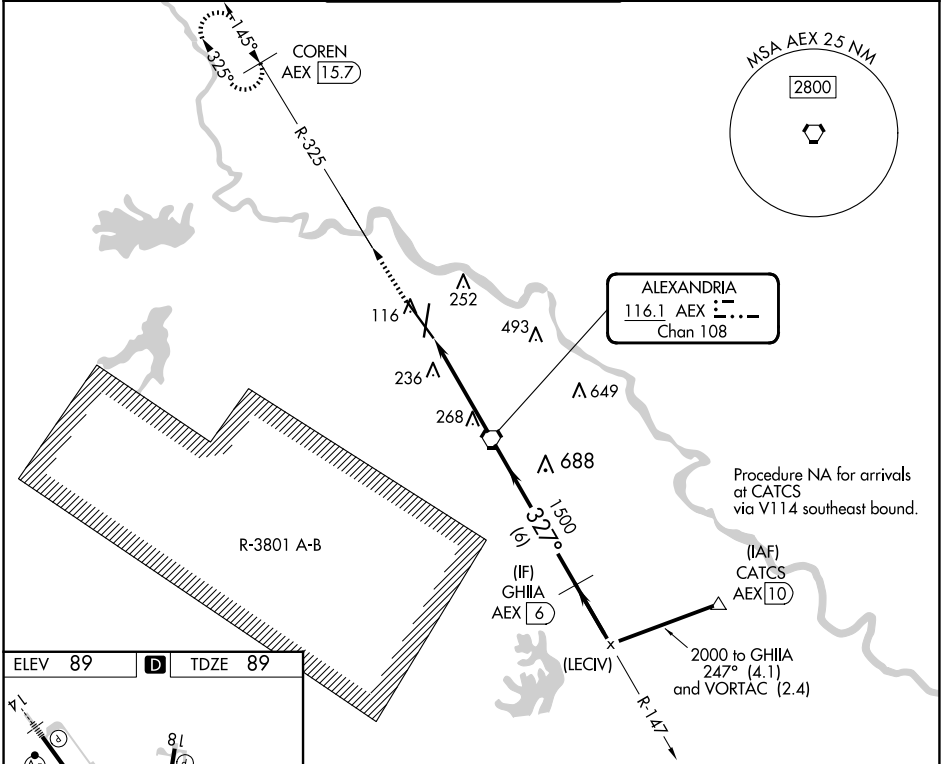 145°
325°
COREN
AEX 15.7
R-325
MSA AEX 25 NM
2800
ALEXANDRIA
116.1 AEX
Chan 108
116
252
493
236
649
268
688
1500
327°
(6)
R-3801 A-B
Procedure NA for arrivals
at CATCS
via V114 southeast bound.
(IF)
GHIIA
AEX 6
(IAF)
CATCS
AEX 10
(LECIV)
2000 to GHIIA
247° (4.1)
and VORTAC (2.4)
R-147
ELEV 89
D
TDZE 89
14
P
18
P